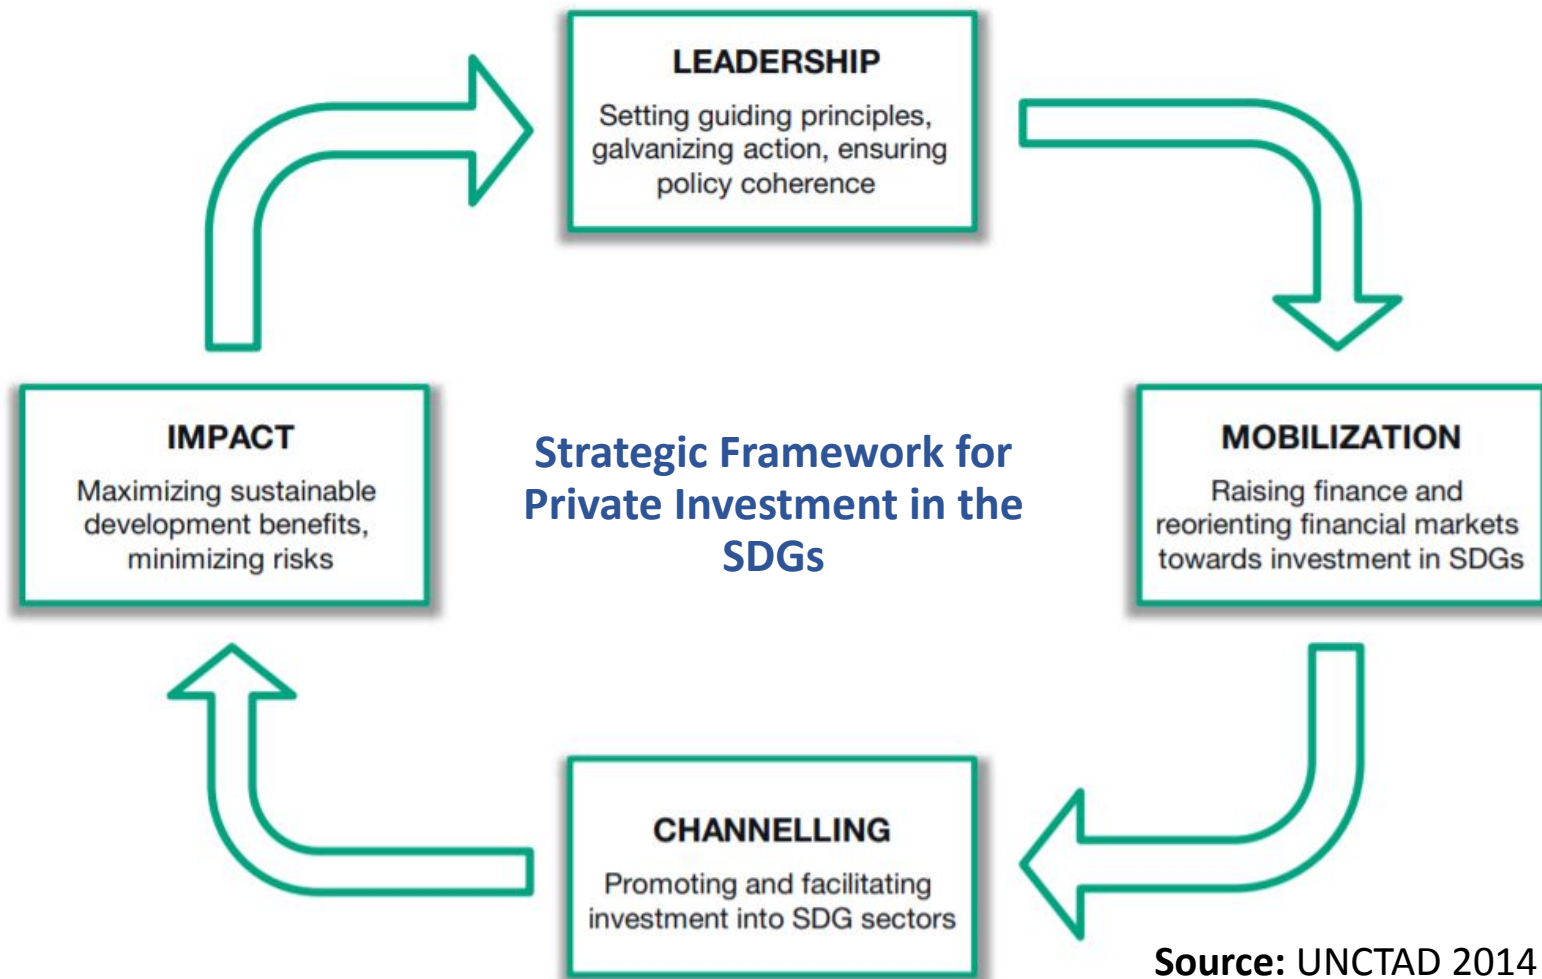 LEADERSHIP
Setting guiding principles,
galvanizing action, ensuring
policy coherence
IMPACT
Maximizing sustainable
development benefits,
minimizing risks
Strategic Framework for
Private Investment in the
SDGs
MOBILIZATION
Raising finance and
reorienting financial markets
towards investment in SDGs
CHANNELLING
Promoting and facilitating
investment into SDG sectors
Source: UNCTAD 2014